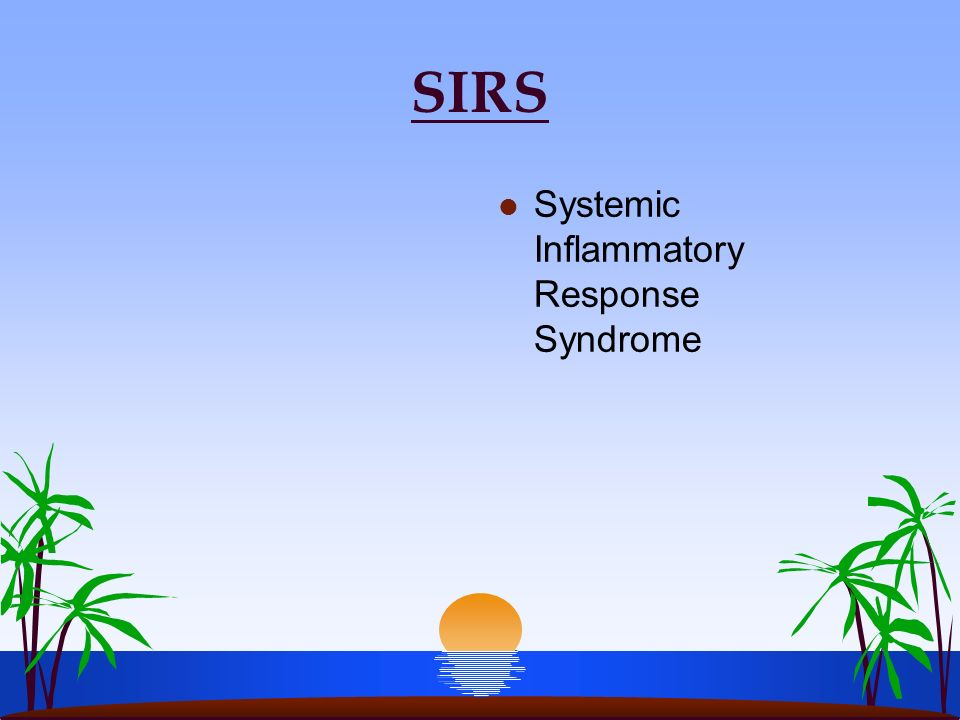 SIRS
Systemic
Inflammatory
Response
Syndrome